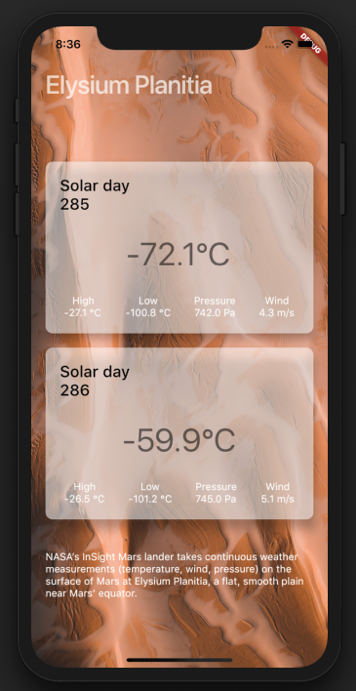 8:36
DEBUG
Elysium Planitia
Solar day
285
-72.1°C
High Low Pressure Wind
-27.1 °C -100.8 °C 742.0 Pa 4.3 m/s
Solar day
286
-59.9°C
High Low Pressure Wind
-26.5 °C -101.2 °C 745.0 Pa 5.1 m/s
NASA's InSight Mars lander takes continuous weather
measurements (temperature, wind, pressure) on the
surface of Mars at Elysium Planitia, a flat, smooth plain
near Mars' equator.